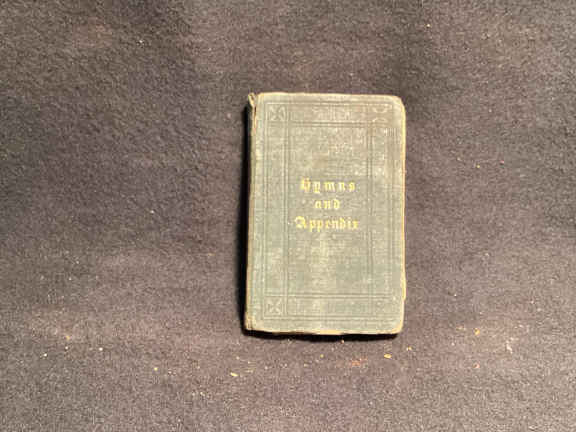 Hymns
and
Appendix